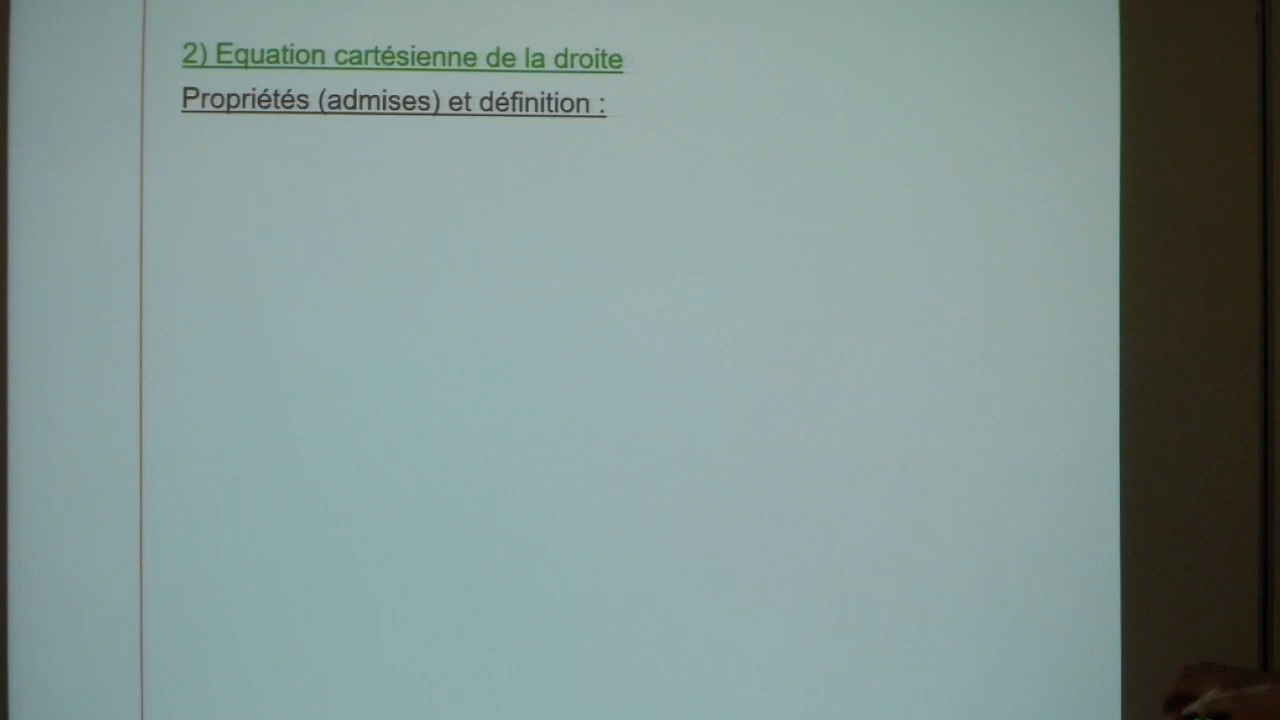 2) Equation cartésienne de la droite
Propriétés (admises) et définition :